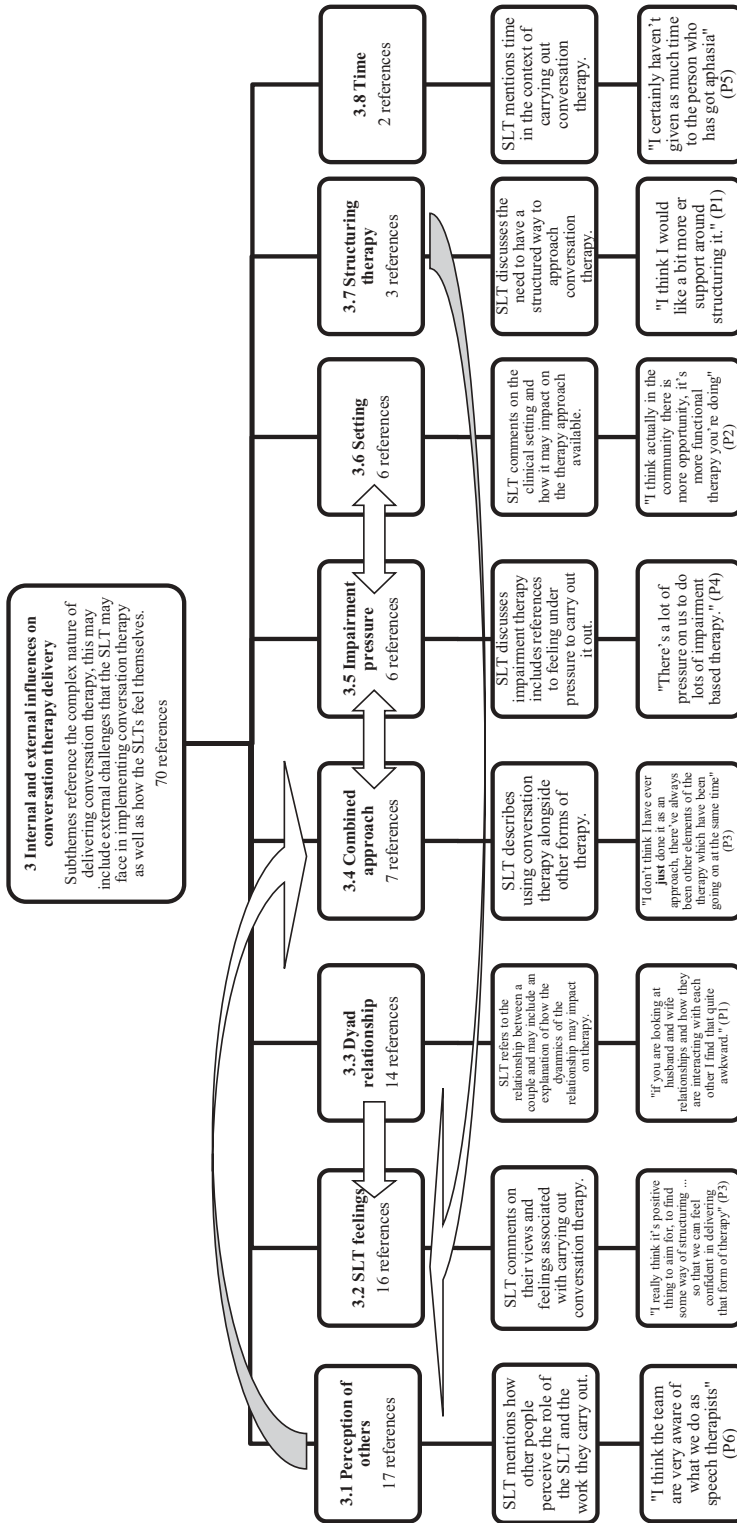 3 Internal and external influences on
conversation therapy delivery
Subthemes reference the complex nature of
delivering conversation therapy, this may
include external challenges that the SLT may
face in implementing conversation therapy
as well as how the SLTs feel themselves.
70 references
3.1 Perception of
others
17 references
SLT mentions how
other people
perceive the role of
the SLT and the
work they carry out.
"I think the team
are very aware of
what we do as
speech therapists"
(P6)
3.2 SLT feelings
16 references
SLT comments on
their views and
feelings associated
with carrying out
conversation therapy.
"I really think it's positive
thing to aim for, to find
some way of structuring ...
so that we can feel
confident in delivering
that form of therapy" (P3)
3.3 Dyad
relationship
14 references
SLT refers to the
relationship between a
couple and may include an
explanation of how the
dyanmics of the
relationship may impact
on therapy.
"if you are looking at
husband and wife
relationships and how they
are interacting with each
other I find that quite
awkward." (P1)
3.4 Combined
approach
7 references
SLT describes
using conversation
therapy alongside
other forms of
therapy.
"I don't think I have ever
just done it as an
approach, there've always
been other elements of the
therapy which have been
going on at the same time"
(P3)
3.5 Impairment
pressure
6 references
SLT discusses
impairment therapy
includes references
to feeling under
pressure to carry out
it out.
"There's a lot of
pressure on us to do
lots of impairment
based therapy." (P4)
3.6 Setting
6 references
SLT comments on the
clinical setting and
how it may impact on
the therapy approach
available.
"I think actually in the
community there is
more opportunity, it's
more functional
therapy you're doing"
(P2)
3.7 Structuring
therapy
3 references
SLT discusses the
need to have a
structured way to
approach
conversation
therapy.
"I think I would
like a bit more er
support around
structuring it." (P1)
3.8 Time
2 references
SLT mentions time
in the context of
carrying out
conversation
therapy.
"I certainly haven't
given as much time
to the person who
has got aphasia"
(P5)